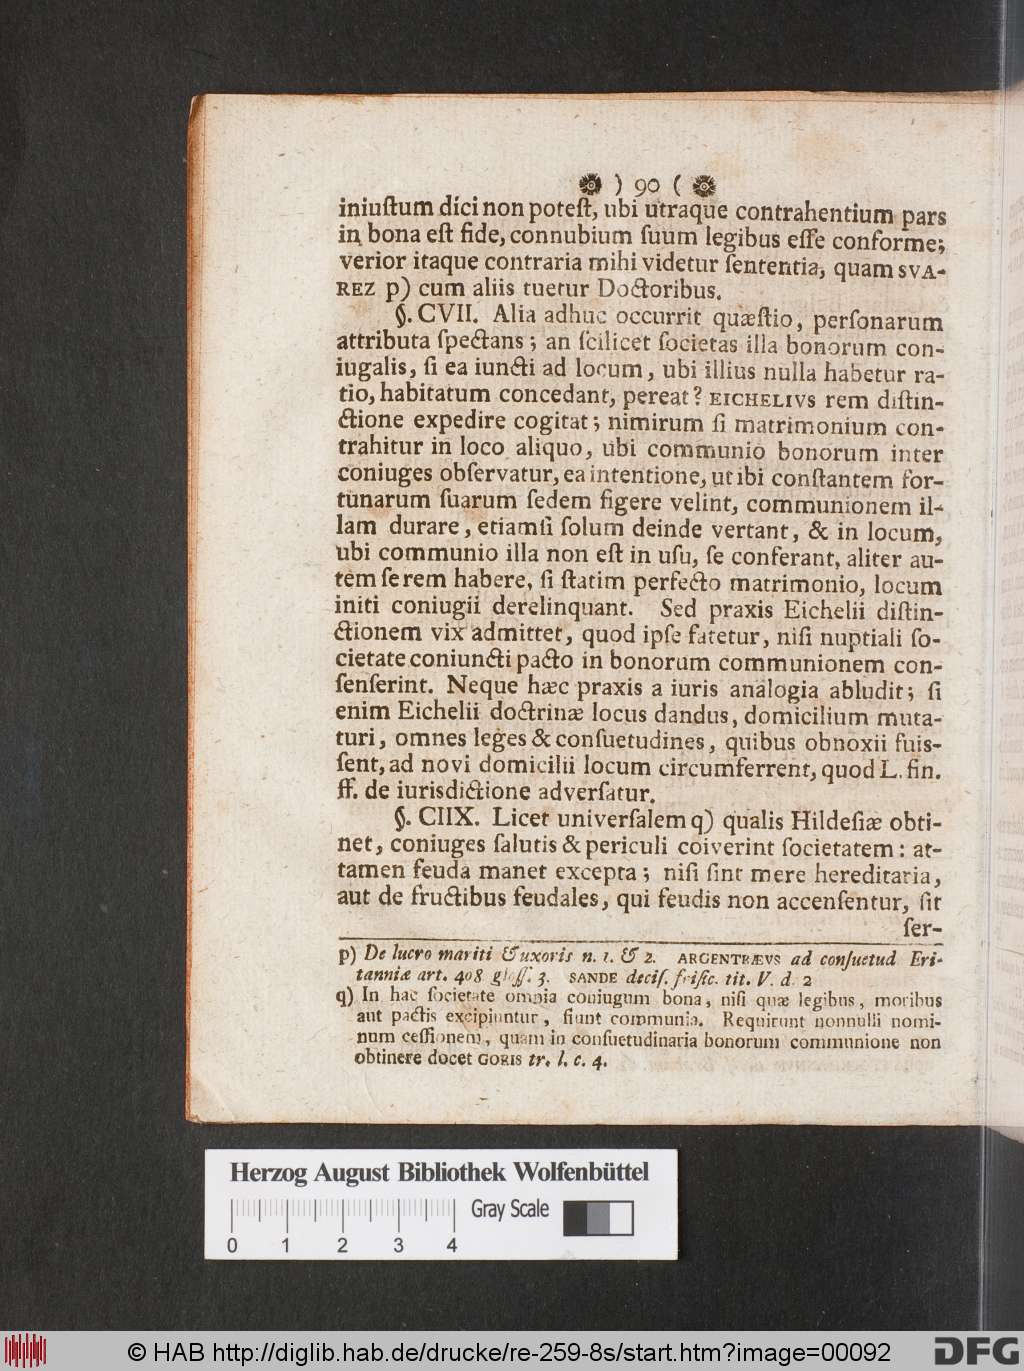 ) 90 (
iniuſtum dici non poteſt, ubi utraque contrahentium pars
in bona eſt fide, connubium ſuum legibus eſſe conforme;
verior itaque contraria mihi videtur ſententia, quam SVA-
REZ p) cum aliis tuetur Doctoribus.
§. CVII. Alia adhuc occurrit quæſtio, perſonarum
attributa ſpectans; an ſcilicet ſocietas illa bonorum con-
iugalis, ſi ea iuncti ad locum, ubi illius nulla habetur ra-
tio, habitatum concedant, pereat? EICHELIVS rem diſtin-
ctione expedire cogitat; nimirum ſi matrimonium con-
trahitur in loco aliquo, ubi communio bonorum inter
coniuges obſervatur, ea intentione, ut ibi conſtantem for-
tunarum ſuarum ſedem figere velint, communionem il-
lam durare, etiamſi ſolum deinde vertant, & in locum,
ubi communio illa non eſt in uſu, ſe conferant, aliter au-
tem ſe rem habere, ſi ſtatim perfecto matrimonio, locum
initi coniugii derelinquant. Sed praxis Eichelii diſtin-
ctionem vix admittet, quod ipſe fatetur, niſi nuptiali ſo-
cietate coniuncti pacto in bonorum communionem con-
ſenſerint. Neque hæc praxis a iuris analogia abludit; ſi
enim Eichelii doctrinæ locus dandus, domicilium muta-
turi, omnes leges & conſuetudines, quibus obnoxii fuis-
ſent, ad novi domicilii locum circumferrent, quod L. fin.
ff. de iurisdictione adverſatur.
§. CIIX. Licet univerſalem q) qualis Hildeſiæ obti-
net, coniuges ſalutis & periculi coiverint ſocietatem: at-
tamen feuda manet excepta; niſi ſint mere hereditaria,
aut de fructibus feudales, qui feudis non accenſentur, ſit
ſer-
p) De lucro mariti & uxoris n. 1. & 2. ARGENTRÆVS ad conſuetud Bri-
tanniæ art. 408 gloſſ. 3. SANDE deciſ. friſic. tit. V. d. 2
q) In hac ſocietate omnia coniugum bona, niſi quæ legibus, moribus
aut pactis excipiuntur, fiunt communia. Requirunt nonnulli nomi-
num ceſſionem, quam in conſuetudinaria bonorum communione non
obtinere docet GORIS tr. l. c. 4.
Herzog August Bibliothek Wolfenbüttel
Gray Scale
0 1 2 3 4
© HAB http://diglib.hab.de/drucke/re-259-8s/start.htm?image=00092
DFG